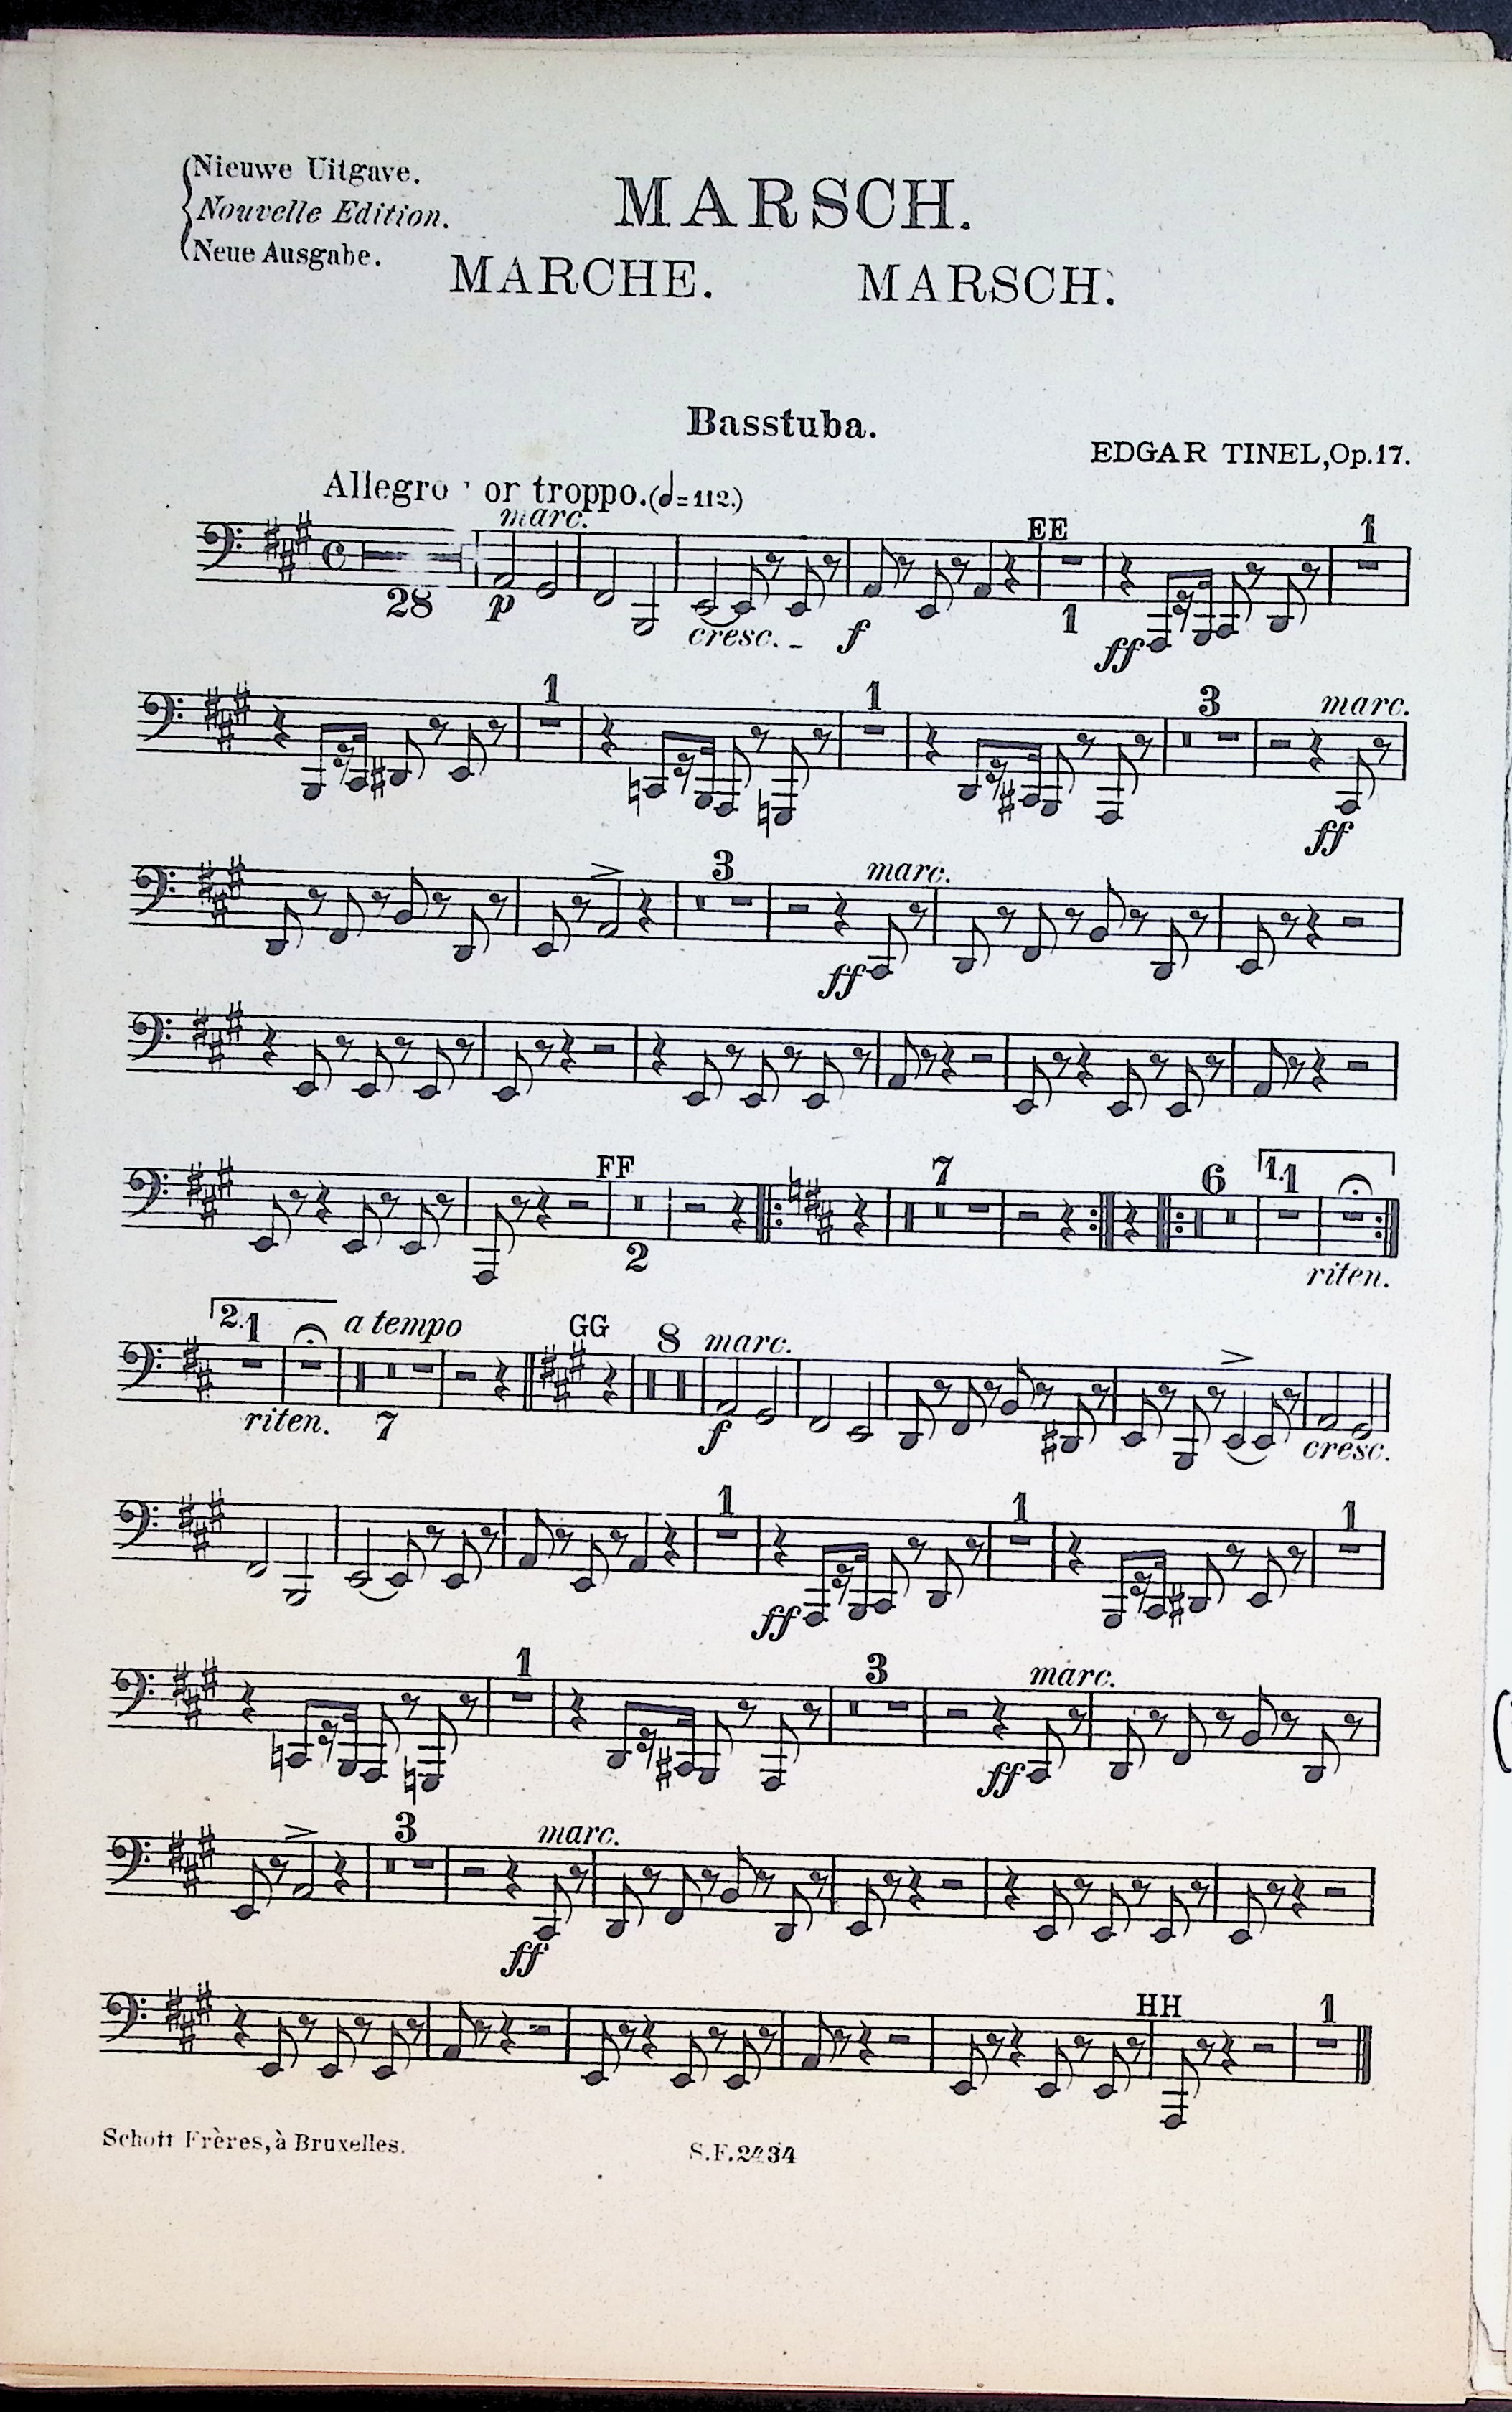 Nieuwe Uitgave.
Nouvelle Edition.
Neue Ausgabe.
MARSCH.
MARCHE. MARSCH.
Basstuba.
EDGAR TINEL, Op. 17.
Allegro or troppo. (𝅗𝅥=112.)
marc. EE 1
28 p cresc. f 1 ff
1 1 3 marc.
ff
3 marc.
ff
FF 7 6 1. 1
2 riten.
2. 1 a tempo GG 8 marc.
riten. 7 f cresc.
1 1 1
ff
1 3 marc.
ff
3 marc.
ff
HH 1
Schott Frères, à Bruxelles. S.F. 2434